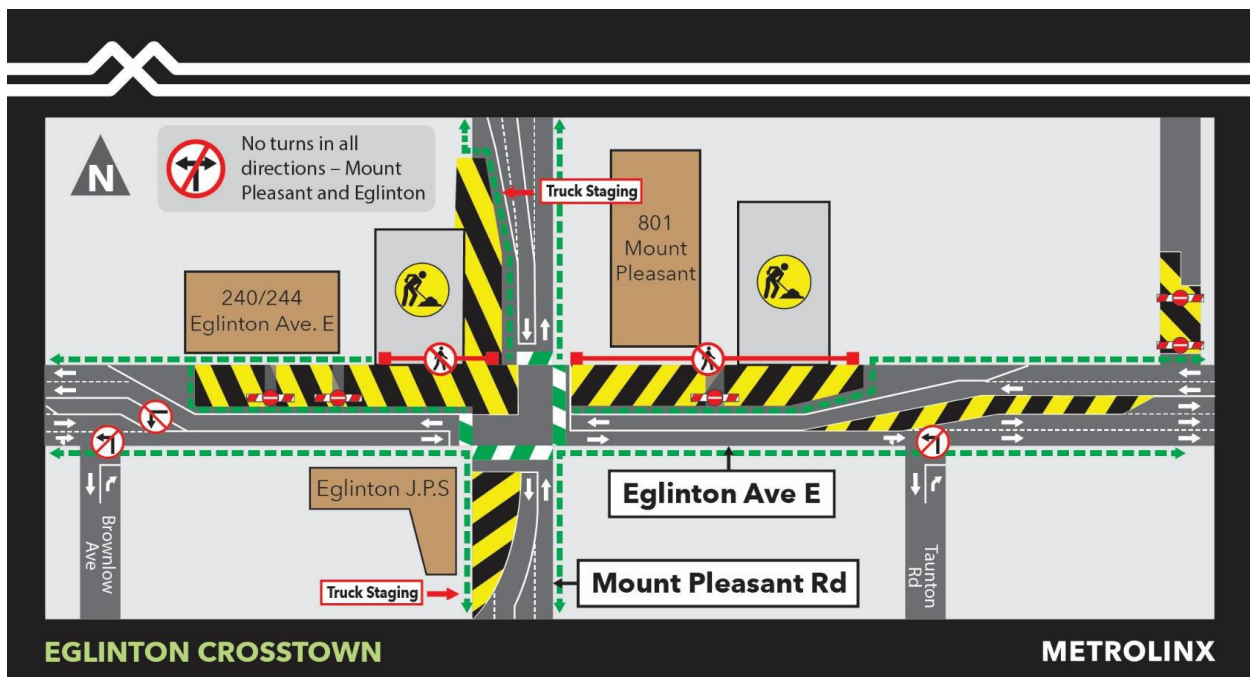 N
No turns in all
directions – Mount
Pleasant and Eglinton
Truck Staging
801
Mount
Pleasant
240/244
Eglinton Ave. E
Eglinton J.P.S
Eglinton Ave E
Brownlow
Ave
Taunton
Rd
Truck Staging
Mount Pleasant Rd
EGLINTON CROSSTOWN
METROLINX